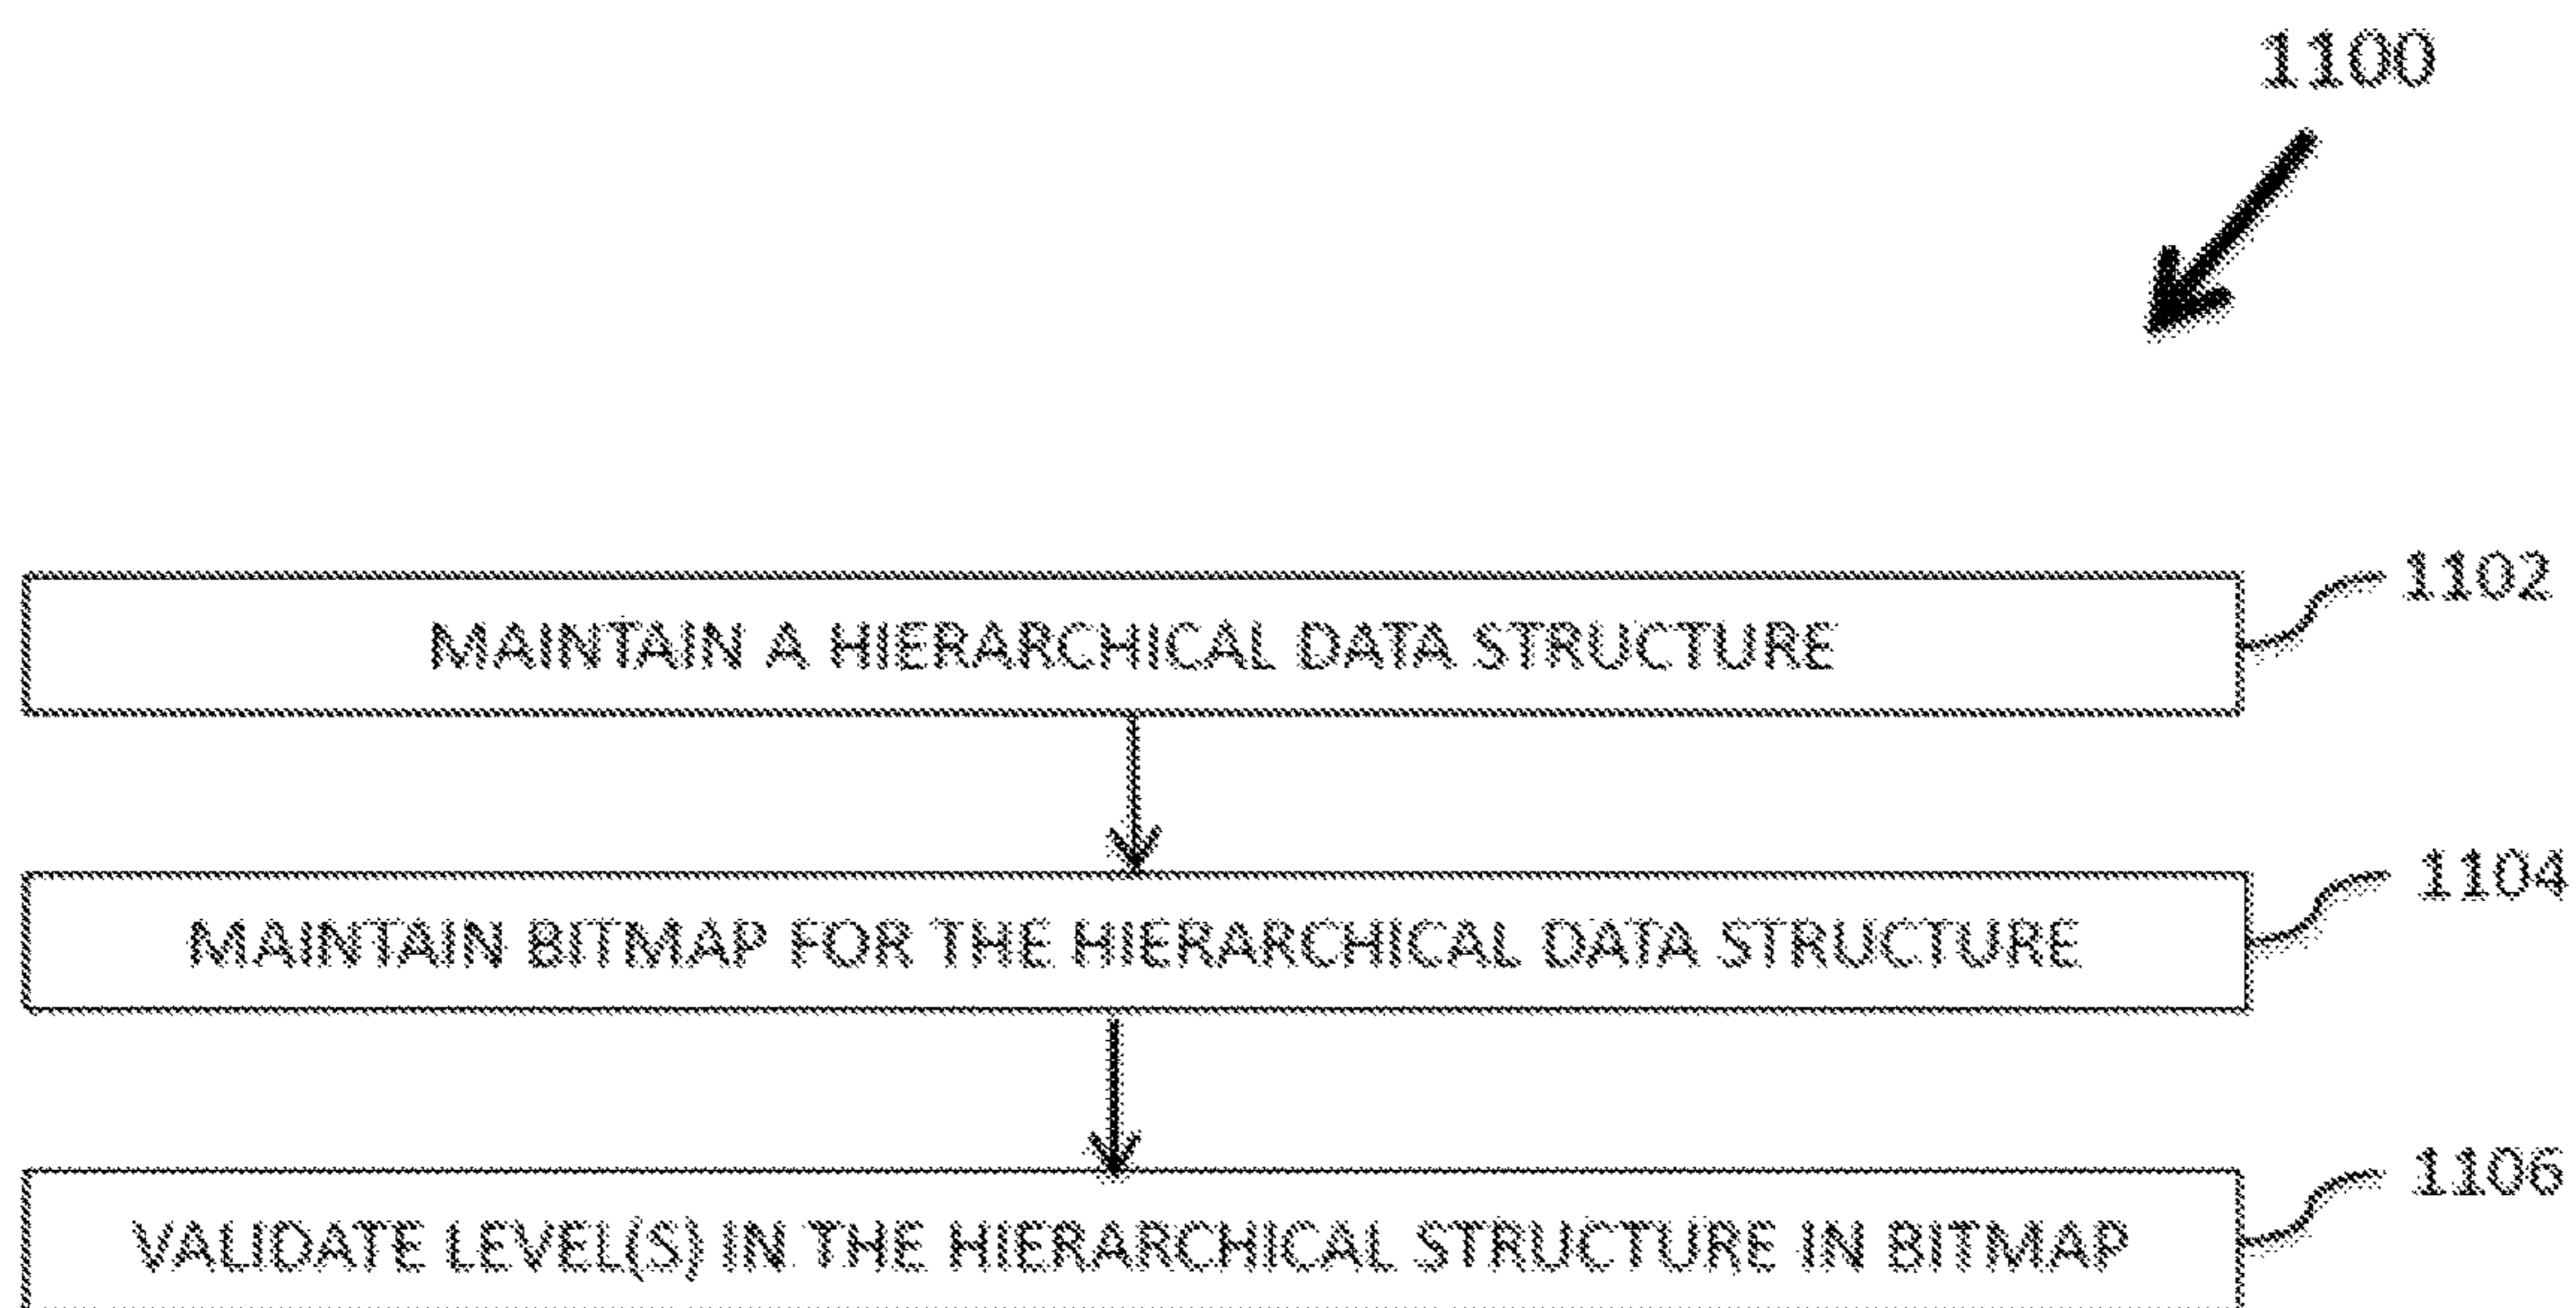 1100
MAINTAIN A HIERARCHICAL DATA STRUCTURE
1102
MAINTAIN BITMAP FOR THE HIERARCHICAL DATA STRUCTURE
1104
VALIDATE LEVEL(S) IN THE HIERARCHICAL STRUCTURE IN BITMAP
1106